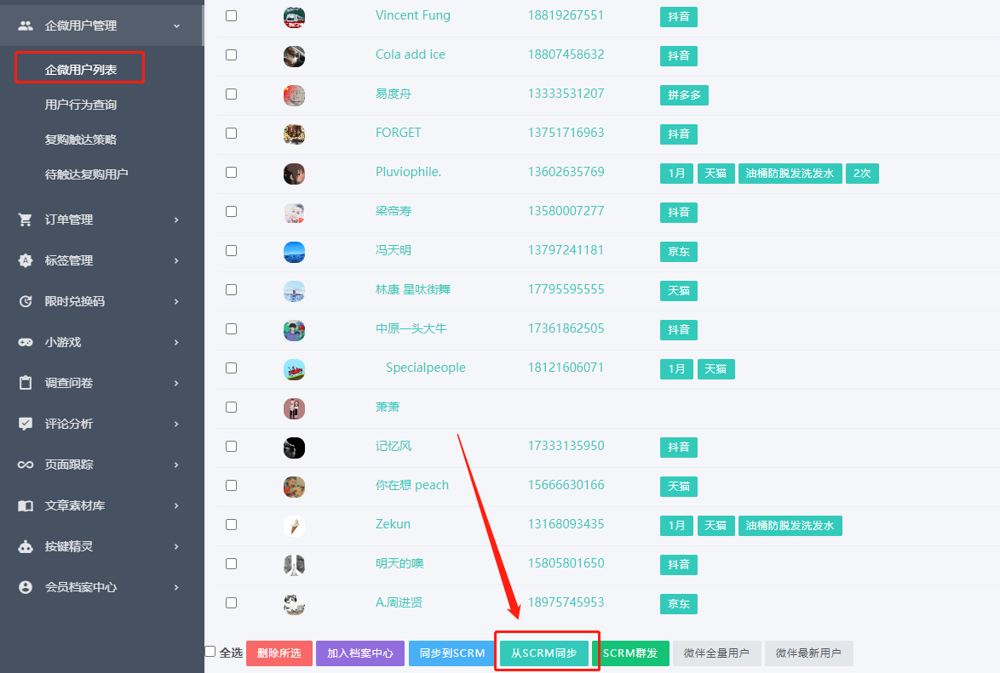 企微用户管理
企微用户列表
用户行为查询
复购触达策略
待触达复购用户
订单管理
标签管理
限时兑换码
小游戏
调查问卷
评论分析
页面跟踪
文章素材库
按键精灵
会员档案中心
Vincent Fung 18819267551 抖音
Cola add ice 18807458632 抖音
易度舟 13333531207 拼多多
FORGET 13751716963 抖音
Pluviophile. 13602635769 1月 天猫 油桶防脱发洗发水 2次
梁帝寿 13580007277 抖音
冯天明 13797241181 京东
林康 星呔街舞 17795595555 天猫
中原一头大牛 17361862505 抖音
Specialpeople 18121606071 1月 天猫
萧萧
记忆风 17333135950 抖音
你在想 peach 15666630166 天猫
Zekun 13168093435 1月 天猫 油桶防脱发洗发水
明天的噢 15805801650 抖音
A.周进贤 18975745953 京东
全选 删除所选 加入档案中心 同步到SCRM 从SCRM同步 SCRM群发 微伴全量用户 微伴最新用户